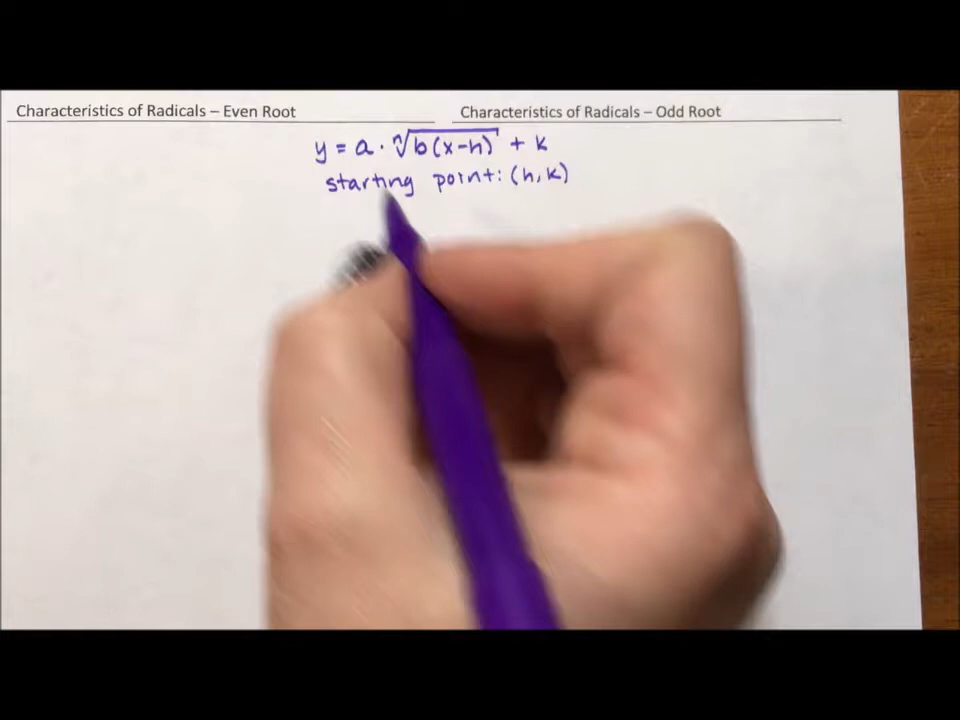 Characteristics of Radicals – Even Root
Characteristics of Radicals – Odd Root
y = a · ⁿ√b(x-h) + k
starting point: (h, k)